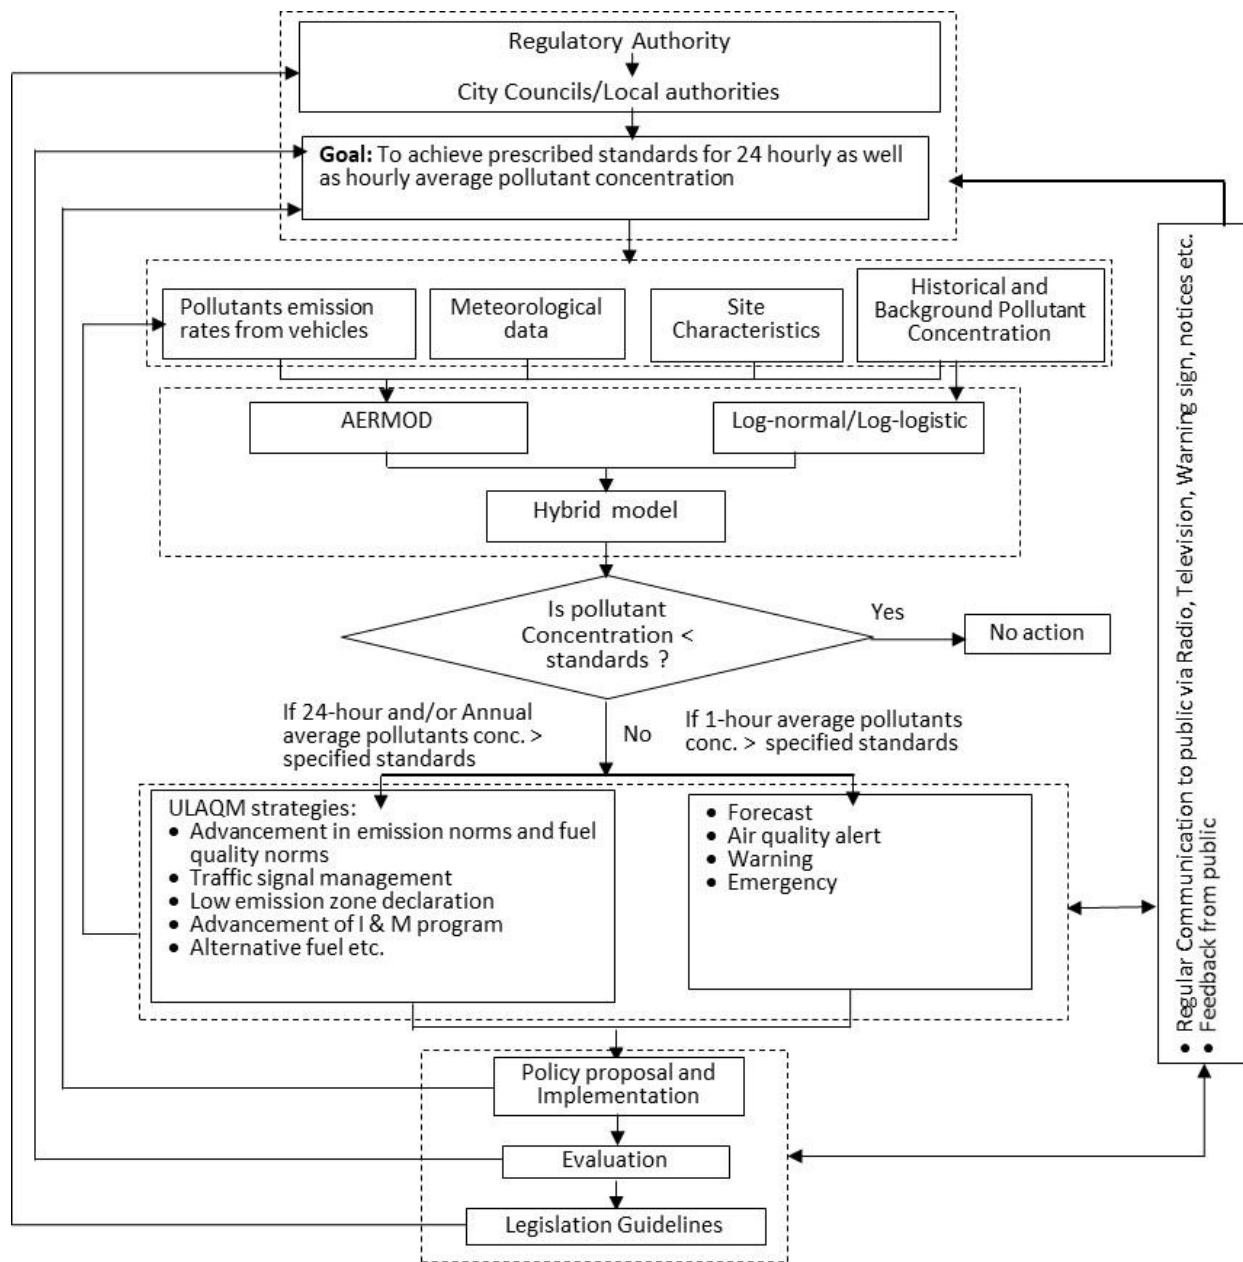 Regulatory Authority
City Councils/Local authorities
Goal: To achieve prescribed standards for 24 hourly as well
as hourly average pollutant concentration
Pollutants emission
rates from vehicles
Meteorological
data
Site
Characteristics
Historical and
Background Pollutant
Concentration
AERMOD
Log-normal/Log-logistic
Hybrid model
Is pollutant
Concentration <
standards ?
Yes
No action
If 24-hour and/or Annual
average pollutants conc. >
specified standards
No
If 1-hour average pollutants
conc. > specified standards
ULAQM strategies:
• Advancement in emission norms and fuel
quality norms
• Traffic signal management
• Low emission zone declaration
• Advancement of I & M program
• Alternative fuel etc.
• Forecast
• Air quality alert
• Warning
• Emergency
Policy proposal and
Implementation
Evaluation
Legislation Guidelines
• Regular Communication to public via Radio, Television, Warning sign, notices etc.
• Feedback from public